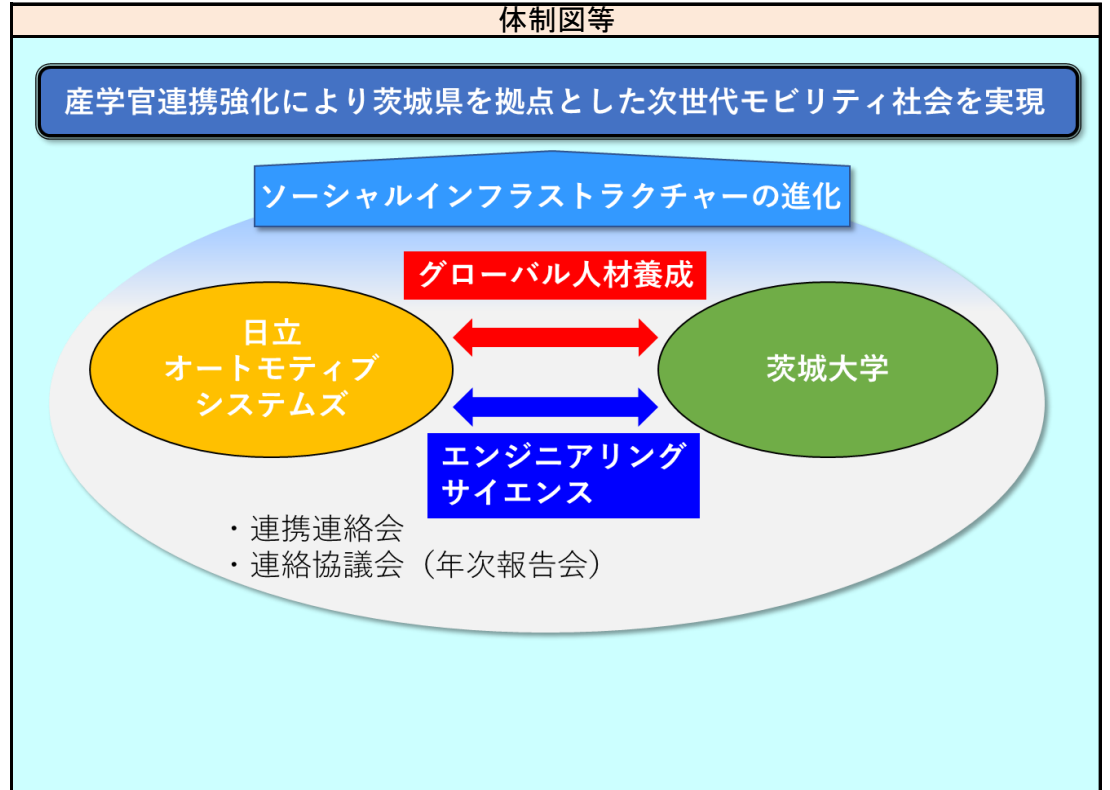 体制図等
産学官連携強化により茨城県を拠点とした次世代モビリティ社会を実現
ソーシャルインフラストラクチャーの進化
グローバル人材養成
日立
オートモティブ
システムズ
茨城大学
エンジニアリング
サイエンス
・連携連絡会
・連絡協議会（年次報告会）